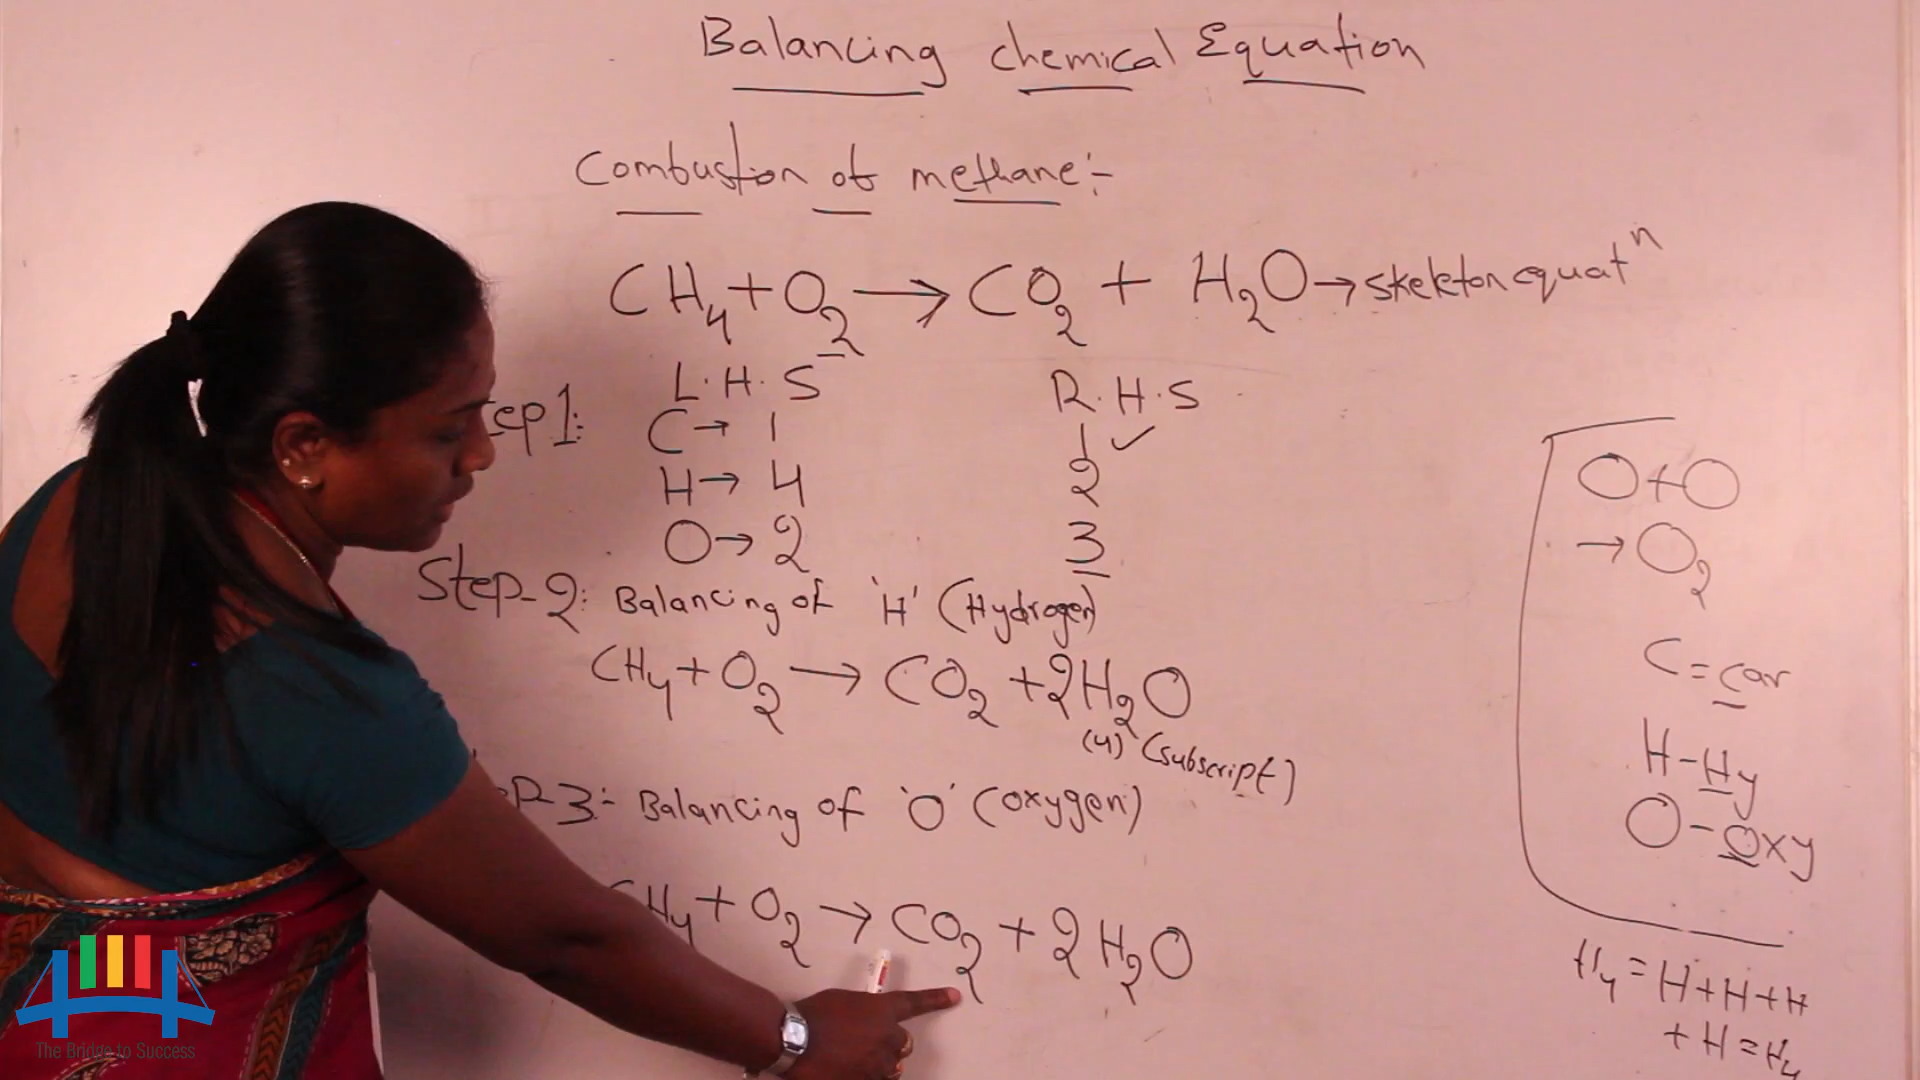 Balancing chemical Equation
Combustion of methane:-
CH4 + O2 → CO2 + H2O → skeleton equatⁿ
L.H.S R.H.S
ep1:
C → 1 1 ✓
H → 4 2
O → 2 3
Step-2: Balancing of 'H' (Hydrogen)
CH4 + O2 → CO2 + 2H2O
(4) (subscript)
ep 3:- Balancing of 'O' (oxygen)
CH4 + O2 → CO2 + 2H2O
O + O
→ O2
C = car
H - Hy
O - Oxy
H4 = H + H + H
+ H = H4
The Bridge to Success